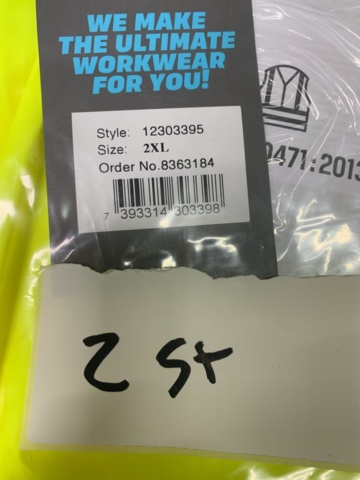 WE MAKE
THE ULTIMATE
WORKWEAR
FOR YOU!
Style: 12303395
Size: 2XL
Order No.8363184
7 393314 303398
0471:2013
2 st